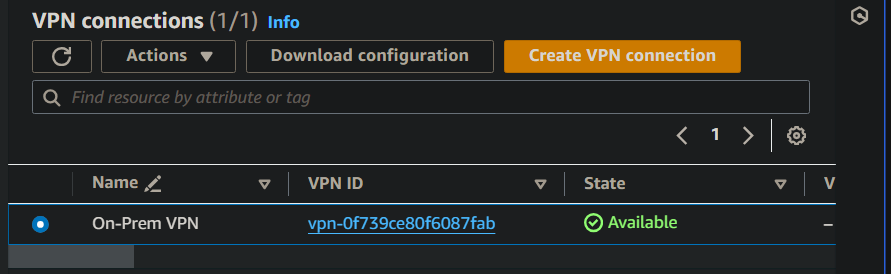 VPN connections (1/1) Info
Actions Download configuration Create VPN connection
Find resource by attribute or tag
1
Name VPN ID State V
On-Prem VPN vpn-0f739ce80f6087fab Available –